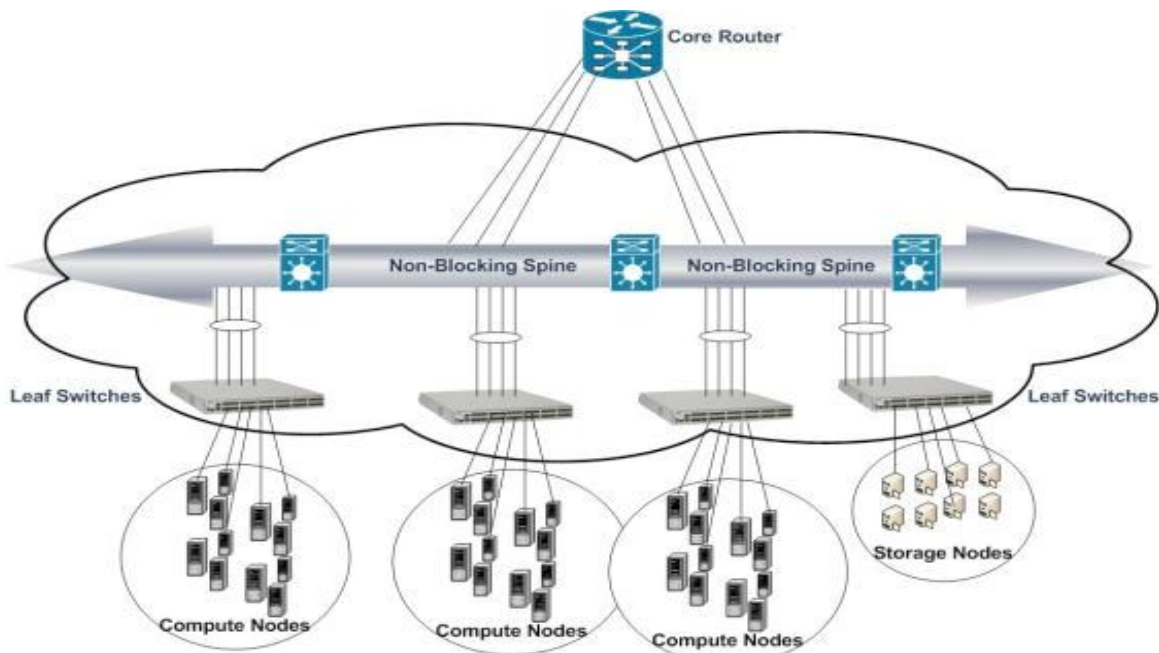 Core Router
Non-Blocking Spine
Non-Blocking Spine
Leaf Switches
Leaf Switches
Storage Nodes
Compute Nodes
Compute Nodes
Compute Nodes